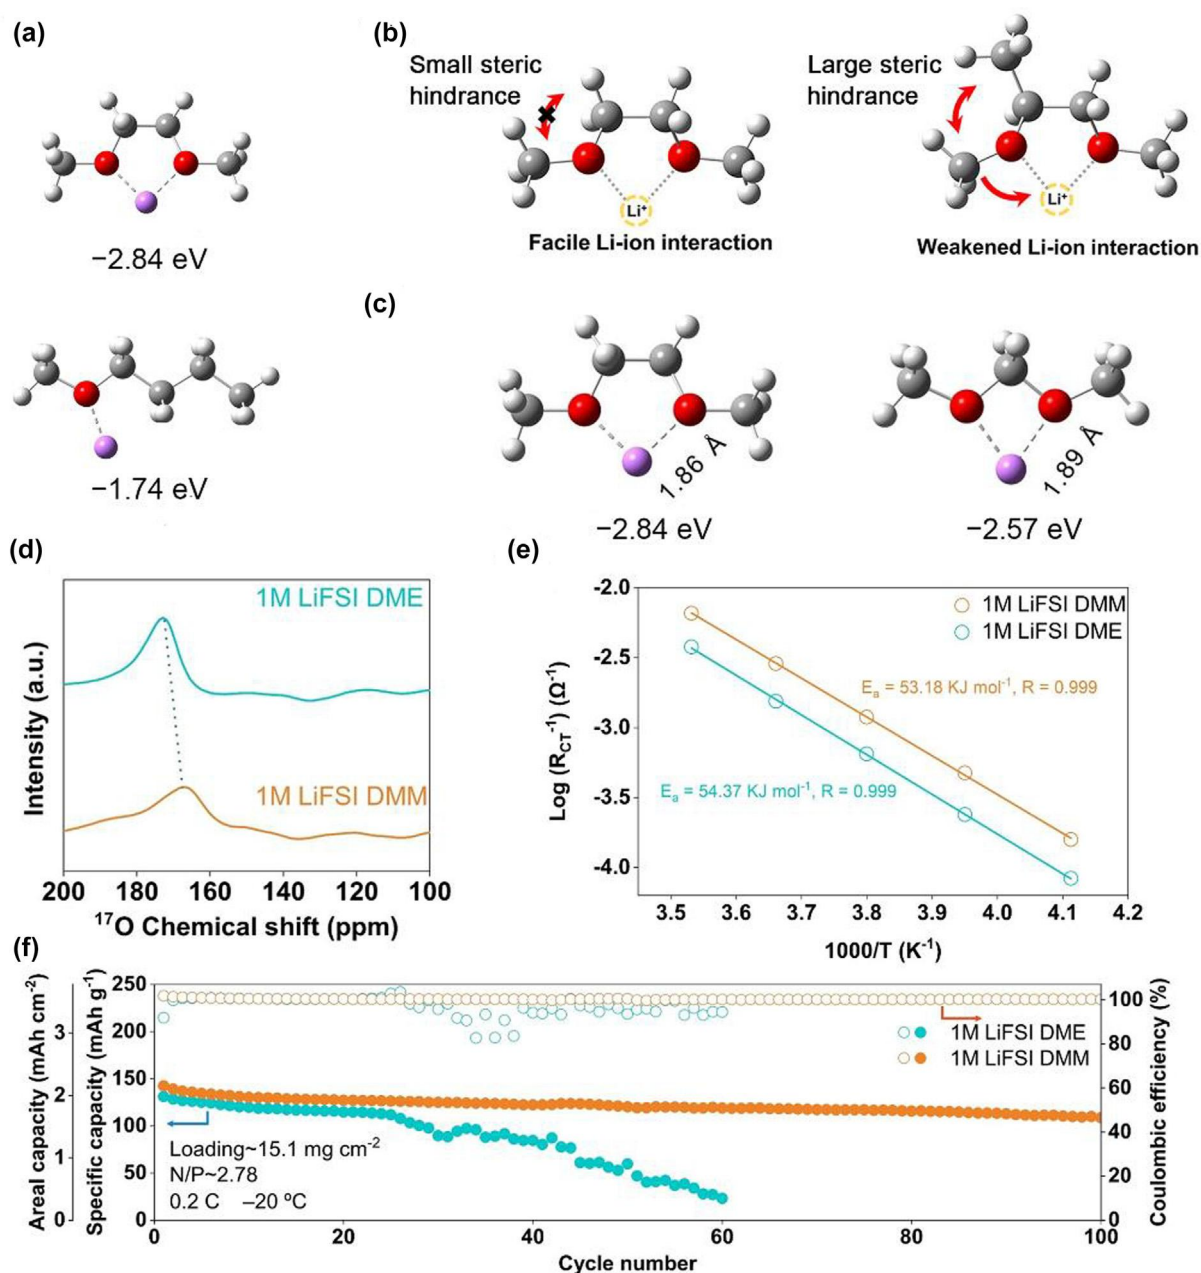 (a)
−2.84 eV
−1.74 eV
(b)
Small steric
hindrance
Li⁺
Facile Li-ion interaction
Large steric
hindrance
Li⁺
Weakened Li-ion interaction
(c)
1.86 Å
−2.84 eV
1.89 Å
−2.57 eV
(d)
Intensity (a.u.)
1M LiFSI DME
1M LiFSI DMM
200 180 160 140 120 100
¹⁷O Chemical shift (ppm)
(e)
Log (R_CT⁻¹) (Ω⁻¹)
-2.0
-2.5
-3.0
-3.5
-4.0
1M LiFSI DMM
1M LiFSI DME
Eₐ = 53.18 KJ mol⁻¹, R = 0.999
Eₐ = 54.37 KJ mol⁻¹, R = 0.999
3.5 3.6 3.7 3.8 3.9 4.0 4.1 4.2
1000/T (K⁻¹)
(f)
Areal capacity (mAh cm⁻²)
3
2
1
0
Specific capacity (mAh g⁻¹)
250
200
150
100
50
0
1M LiFSI DME
1M LiFSI DMM
Loading~15.1 mg cm⁻²
N/P~2.78
0.2 C –20 ºC
100
80
60
40
20
0
Coulombic efficiency (%)
0 20 40 60 80 100
Cycle number